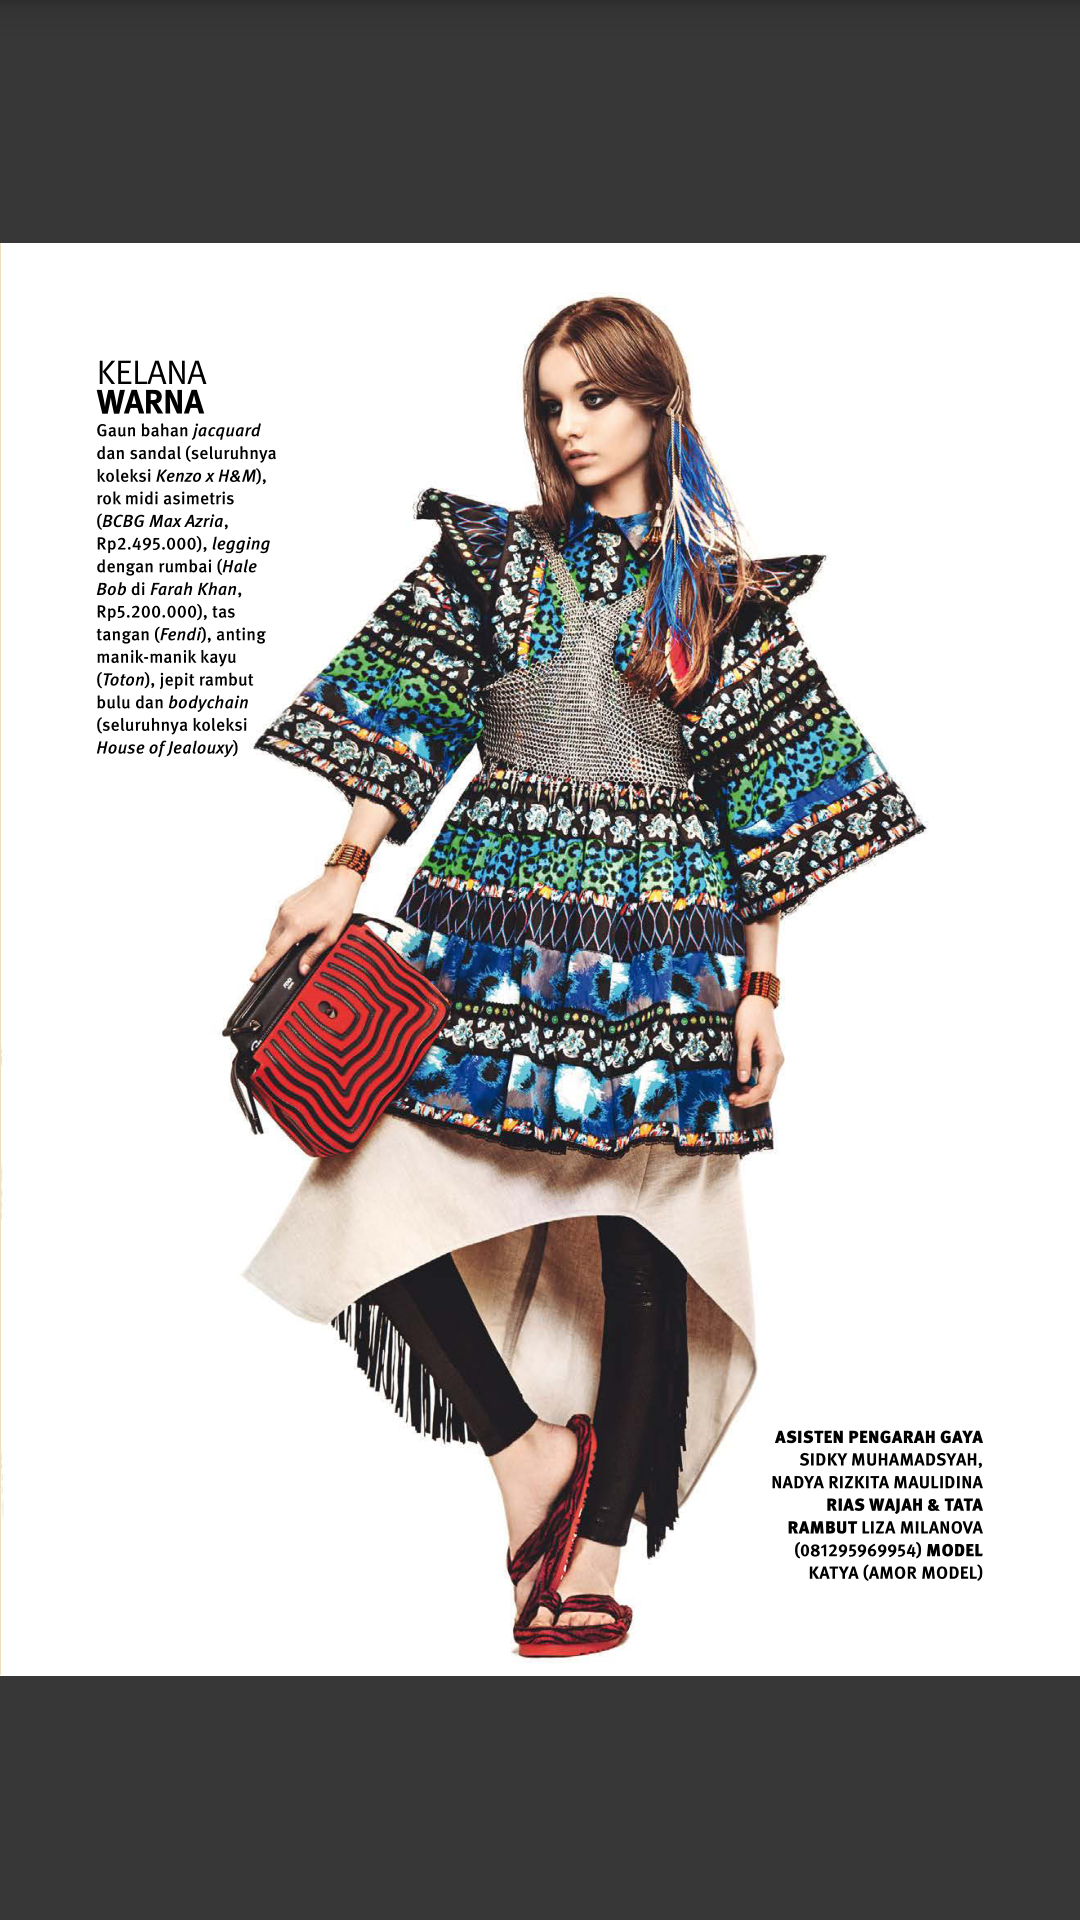 KELANA
WARNA
Gaun bahan jacquard
dan sandal (seluruhnya
koleksi Kenzo x H&M),
rok midi asimetris
(BCBG Max Azria,
Rp2.495.000), legging
dengan rumbai (Hale
Bob di Farah Khan,
Rp5.200.000), tas
tangan (Fendi), anting
manik-manik kayu
(Toton), jepit rambut
bulu dan bodychain
(seluruhnya koleksi
House of Jealouxy)
ASISTEN PENGARAH GAYA
SIDKY MUHAMADSYAH,
NADYA RIZKITA MAULIDINA
RIAS WAJAH & TATA
RAMBUT LIZA MILANOVA
(081295969954) MODEL
KATYA (AMOR MODEL)